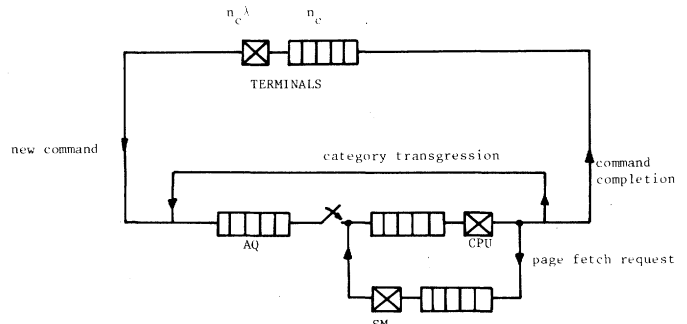 n_c λ
n_c
TERMINALS
new command
category transgression
command
completion
AQ
CPU
page fetch request
SM